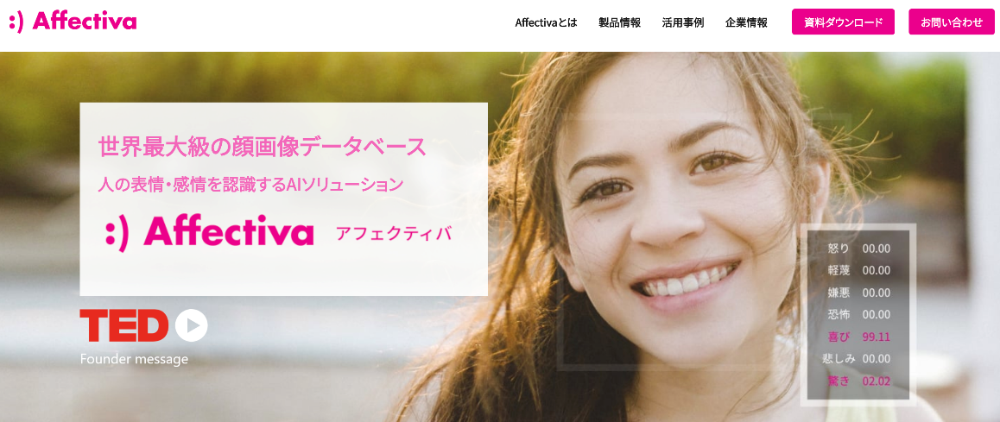 :) Affectiva
Affectivaとは 製品情報 活用事例 企業情報 資料ダウンロード お問い合わせ
世界最大級の顔画像データベース
人の表情・感情を認識するAIソリューション
:) Affectiva アフェクティバ
TED
Founder message
怒り 00.00
軽蔑 00.00
嫌悪 00.00
恐怖 00.00
喜び 99.11
悲しみ 00.00
驚き 02.02